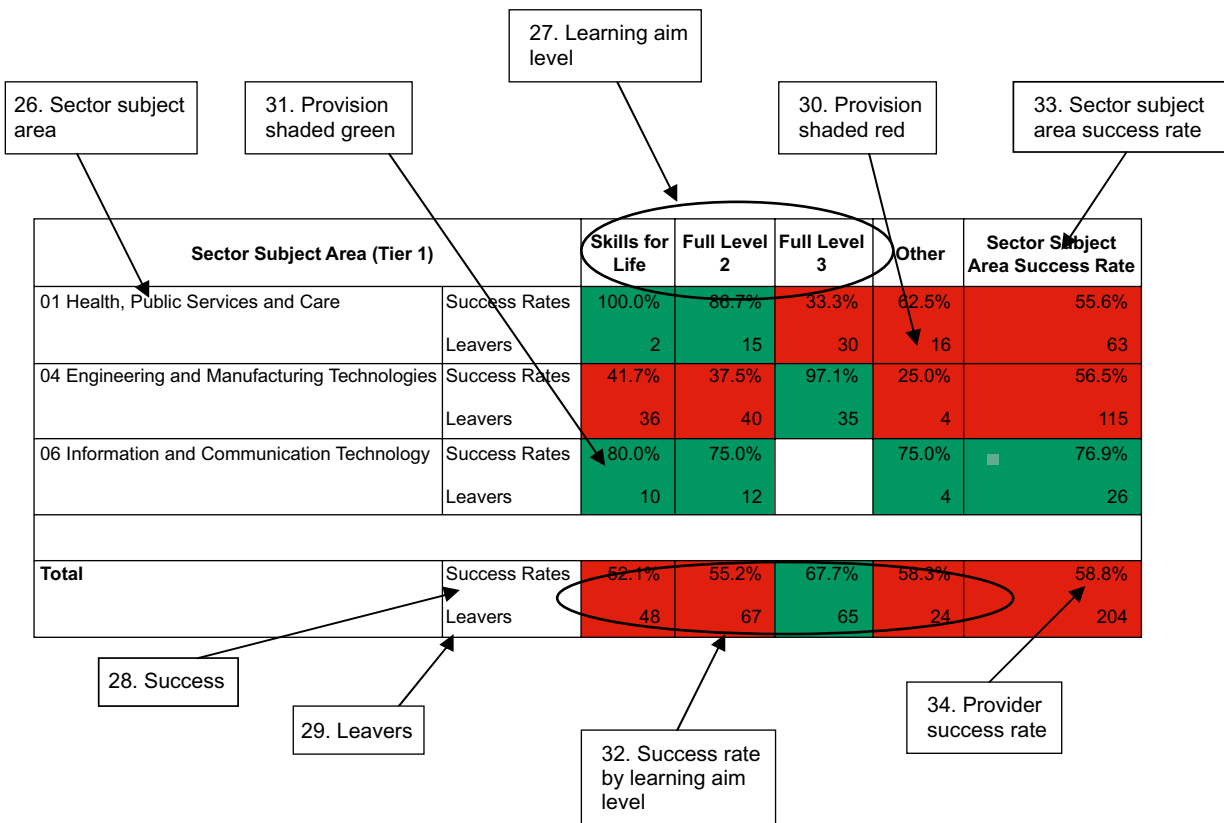 27. Learning aim
level
26. Sector subject
area
31. Provision
shaded green
30. Provision
shaded red
33. Sector subject
area success rate
Sector Subject Area (Tier 1) Skills for Life Full Level 2 Full Level 3 Other Sector Subject Area Success Rate
01 Health, Public Services and Care Success Rates 100.0% 86.7% 33.3% 62.5% 55.6%
Leavers 2 15 30 16 63
04 Engineering and Manufacturing Technologies Success Rates 41.7% 37.5% 97.1% 25.0% 56.5%
Leavers 36 40 35 4 115
06 Information and Communication Technology Success Rates 80.0% 75.0% 75.0% 76.9%
Leavers 10 12 4 26
Total Success Rates 52.1% 55.2% 67.7% 58.3% 58.8%
Leavers 48 67 65 24 204
28. Success
29. Leavers
32. Success rate
by learning aim
level
34. Provider
success rate